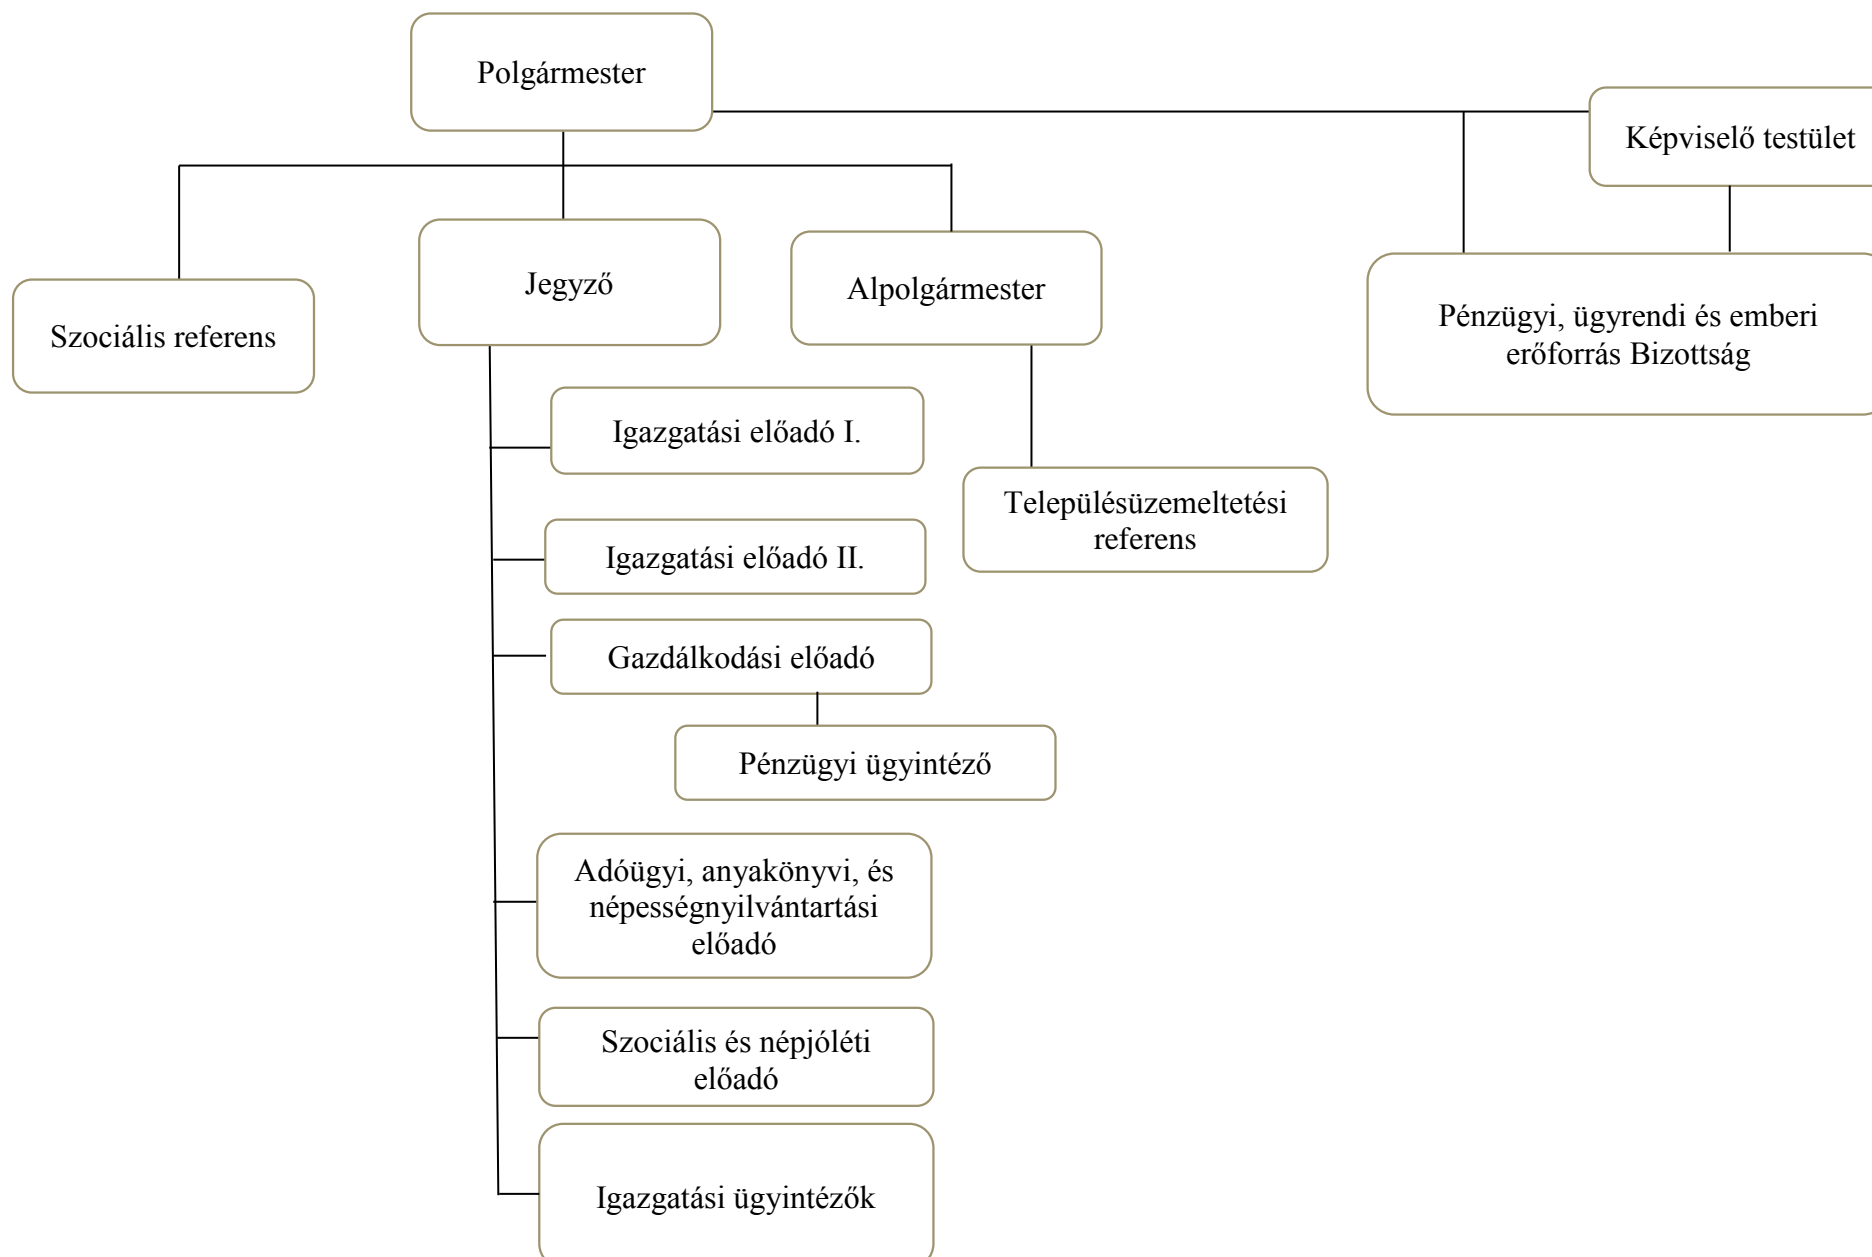 Polgármester
Képviselő testület
Jegyző
Alpolgármester
Szociális referens
Pénzügyi, ügyrendi és emberi
erőforrás Bizottság
Igazgatási előadó I.
Településüzemeltetési
referens
Igazgatási előadó II.
Gazdálkodási előadó
Pénzügyi ügyintéző
Adóügyi, anyakönyvi, és
népességnyilvántartási
előadó
Szociális és népjóléti
előadó
Igazgatási ügyintézők